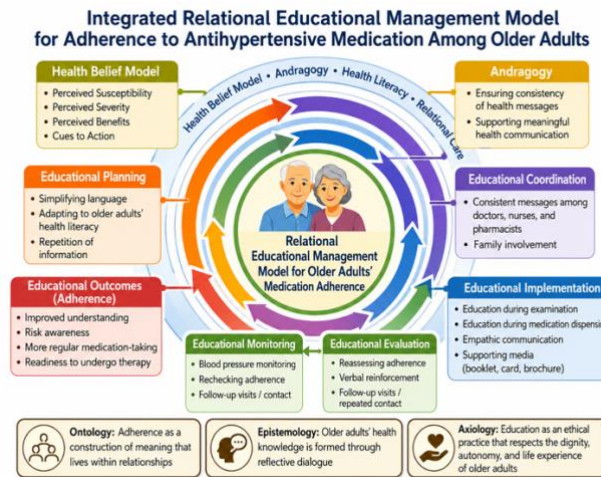 Integrated Relational Educational Management Model
for Adherence to Antihypertensive Medication Among Older Adults
Health Belief Model
• Perceived Susceptibility
• Perceived Severity
• Perceived Benefits
• Cues to Action
Health Belief Model • Andragogy • Health Literacy • Relational Care
Andragogy
• Ensuring consistency
of health messages
• Supporting meaningful
health communication
Educational Planning
• Simplifying language
• Adapting to older adults'
health literacy
• Repetition of
information
Educational Coordination
• Consistent messages among
doctors, nurses, and
pharmacists
• Family involvement
Relational
Educational Management
Model for Older Adults'
Medication Adherence
Educational Outcomes
(Adherence)
• Improved understanding
• Risk awareness
• More regular medication-taking
• Readiness to undergo therapy
Educational Implementation
• Education during examination
• Education during medication dispensi
• Empathic communication
• Supporting media
(booklet, card, brochure)
Educational Monitoring
• Blood pressure monitoring
• Rechecking adherence
• Follow-up visits / contact
Educational Evaluation
• Reassessing adherence
• Verbal reinforcement
• Follow-up visits /
repeated contact
Ontology: Adherence as a
construction of meaning that
lives within relationships
Epistemology: Older adults' health
knowledge is formed through
reflective dialogue
Axiology: Education as an ethical
practice that respects the dignity,
autonomy, and life experience
of older adults